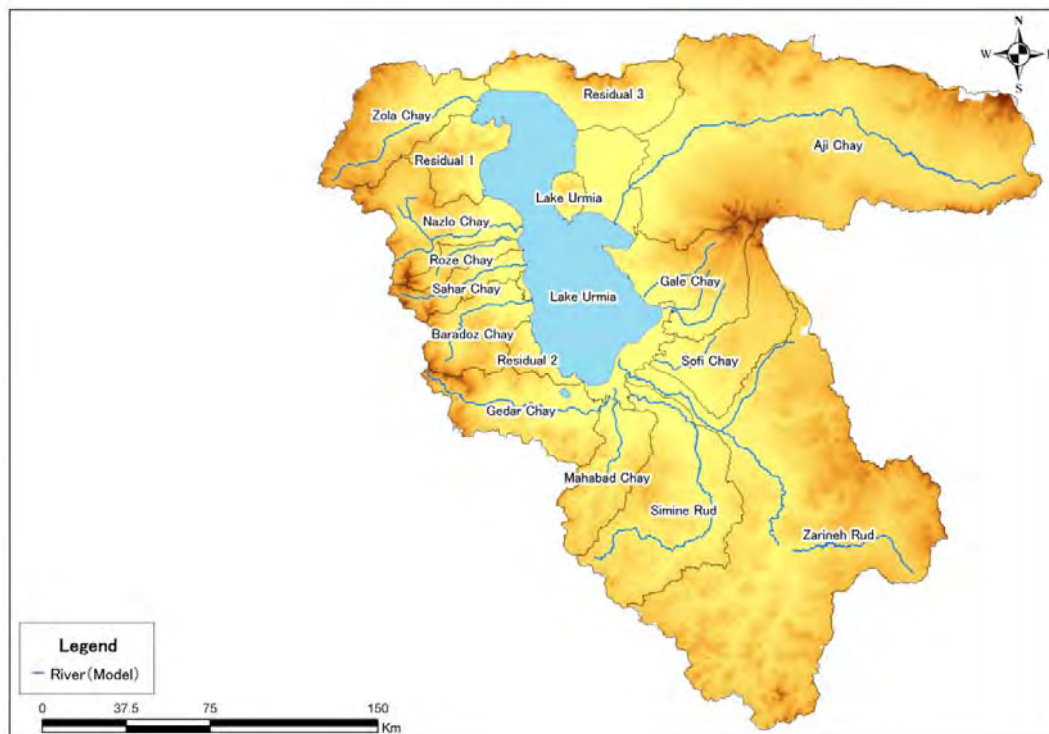 N
W
E
S
Residual 3
Zola Chay
Aji Chay
Residual 1
Lake Urmia
Nazlo Chay
Roze Chay
Gale Chay
Sahar Chay
Lake Urmia
Baradoz Chay
Residual 2
Sofi Chay
Gedar Chay
Mahabad Chay
Simine Rud
Zarineh Rud
Legend
River(Model)
0 37.5 75 150
Km